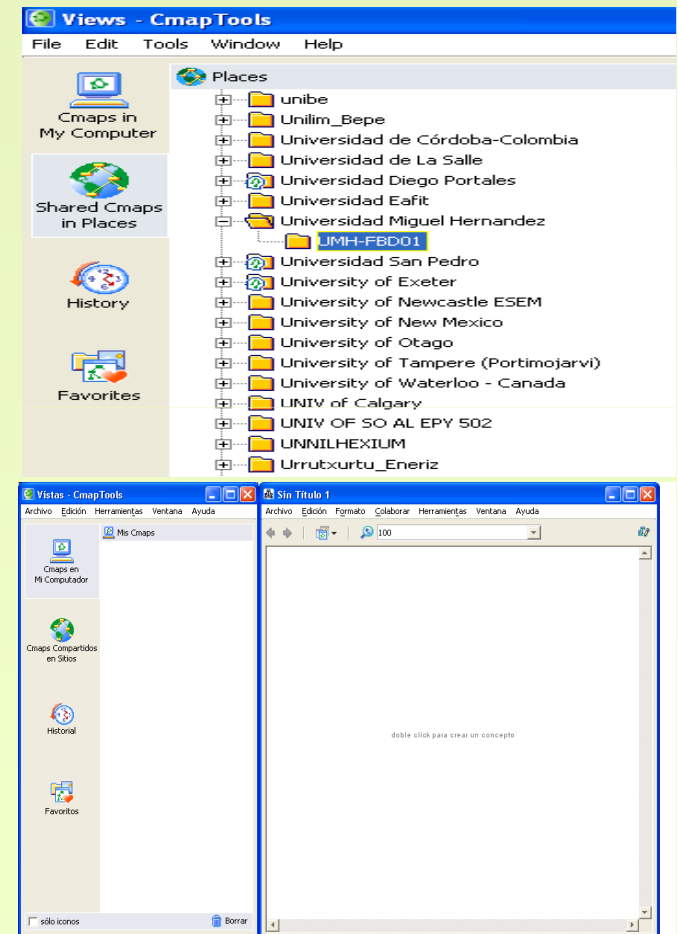 Views - CmapTools
File Edit Tools Window Help
Cmaps in
My Computer
Shared Cmaps
in Places
History
Favorites
Places
unibe
Unilim_Bepe
Universidad de Córdoba-Colombia
Universidad de La Salle
Universidad Diego Portales
Universidad Eafit
Universidad Miguel Hernandez
UMH-FBD01
Universidad San Pedro
University of Exeter
University of Newcastle ESEM
University of New Mexico
University of Otago
University of Tampere (Portimojarvi)
University of Waterloo - Canada
UNIV of Calgary
UNIV OF SO AL EPY 502
UNNILHEXIUM
Urrutxurtu_Eneriz
Vistas - CmapTools
Archivo Edición Herramientas Ventana Ayuda
Cmaps en
Mi Computador
Cmaps Compartidos
en Sitios
Historial
Favoritos
Mis Cmaps
sólo iconos
Borrar
Sin Título 1
Archivo Edición Formato Colaborar Herramientas Ventana Ayuda
100
doble click para crear un concepto